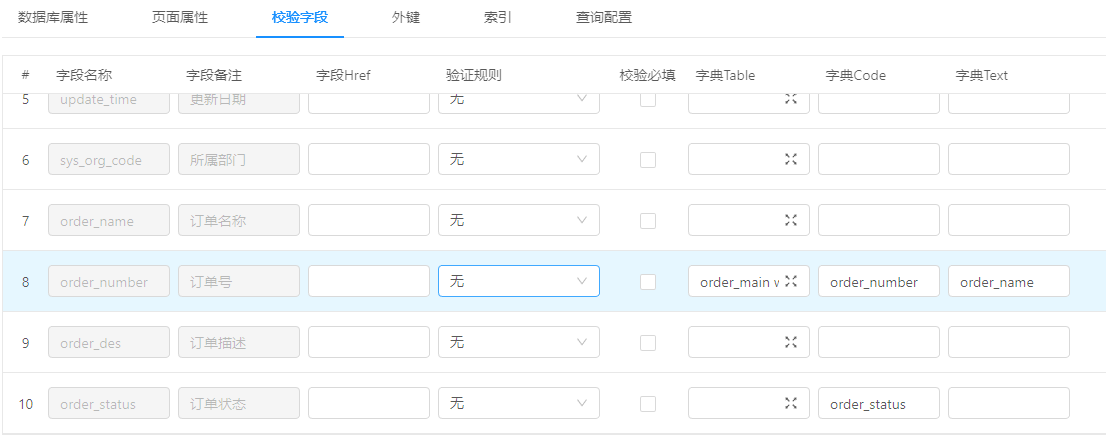 数据库属性 页面属性 校验字段 外键 索引 查询配置
# 字段名称 字段备注 字段Href 验证规则 校验必填 字典Table 字典Code 字典Text
5 update_time 更新日期 无
6 sys_org_code 所属部门 无
7 order_name 订单名称 无
8 order_number 订单号 无 order_main w order_number order_name
9 order_des 订单描述 无
10 order_status 订单状态 无 order_status